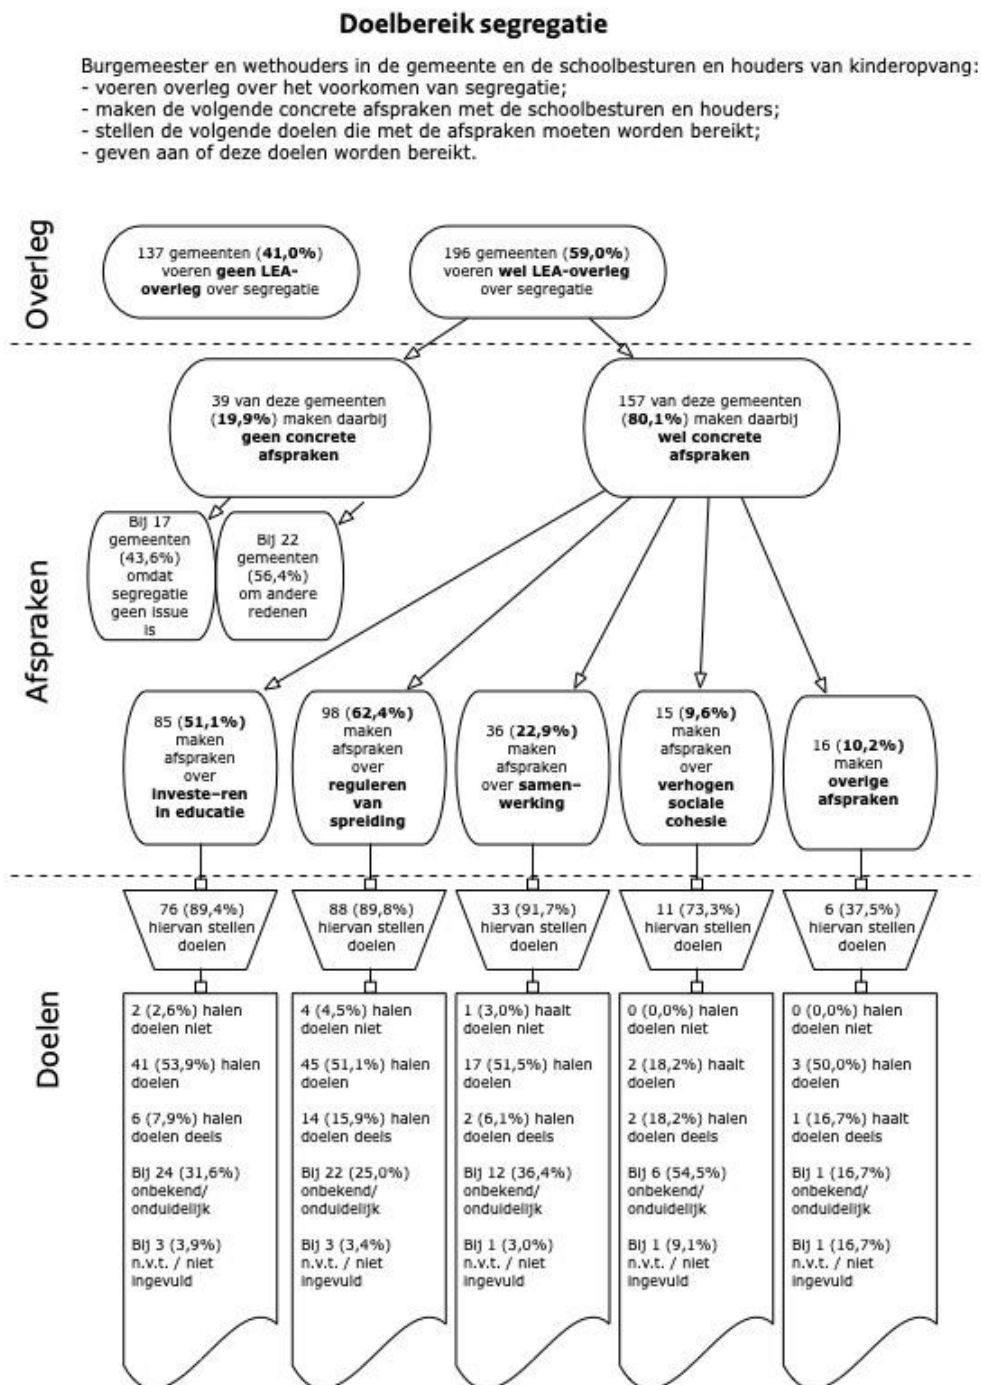 Doelbereik segregatie
Burgemeester en wethouders in de gemeente en de schoolbesturen en houders van kinderopvang:
- voeren overleg over het voorkomen van segregatie;
- maken de volgende concrete afspraken met de schoolbesturen en houders;
- stellen de volgende doelen die met de afspraken moeten worden bereikt;
- geven aan of deze doelen worden bereikt.
Overleg
137 gemeenten (41,0%)
voeren geen LEA-
overleg over segregatie
196 gemeenten (59,0%)
voeren wel LEA-overleg
over segregatie
Afspraken
39 van deze gemeenten
(19,9%) maken daarbij
geen concrete
afspraken
157 van deze gemeenten
(80,1%) maken daarbij
wel concrete
afspraken
Bij 17
gemeenten
(43,6%)
omdat
segregatie
geen issue
is
Bij 22
gemeenten
(56,4%)
om andere
redenen
85 (51,1%)
maken
afspraken
over
investe-ren
in educatie
98 (62,4%)
maken
afspraken
over
reguleren
van
spreiding
36 (22,9%)
maken
afspraken
over samen-
werking
15 (9,6%)
maken
afspraken
over
verhogen
sociale
cohesie
16 (10,2%)
maken
overige
afspraken
Doelen
76 (89,4%)
hiervan stellen
doelen
88 (89,8%)
hiervan stellen
doelen
33 (91,7%)
hiervan stellen
doelen
11 (73,3%)
hiervan stellen
doelen
6 (37,5%)
hiervan stellen
doelen
2 (2,6%) halen
doelen niet
41 (53,9%) halen
doelen
6 (7,9%) halen
doelen deels
Bij 24 (31,6%)
onbekend/
onduidelijk
Bij 3 (3,9%)
n.v.t. / niet
ingevuld
4 (4,5%) halen
doelen niet
45 (51,1%) halen
doelen
14 (15,9%) halen
doelen deels
Bij 22 (25,0%)
onbekend/
onduidelijk
Bij 3 (3,4%)
n.v.t. / niet
ingevuld
1 (3,0%) haalt
doelen niet
17 (51,5%) halen
doelen
2 (6,1%) halen
doelen deels
Bij 12 (36,4%)
onbekend/
onduidelijk
Bij 1 (3,0%)
n.v.t. / niet
ingevuld
0 (0,0%) halen
doelen niet
2 (18,2%) haalt
doelen
2 (18,2%) halen
doelen deels
Bij 6 (54,5%)
onbekend/
onduidelijk
Bij 1 (9,1%)
n.v.t. / niet
ingevuld
0 (0,0%) halen
doelen niet
3 (50,0%) halen
doelen
1 (16,7%) haalt
doelen deels
Bij 1 (16,7%)
onbekend/
onduidelijk
Bij 1 (16,7%)
n.v.t. / niet
ingevuld